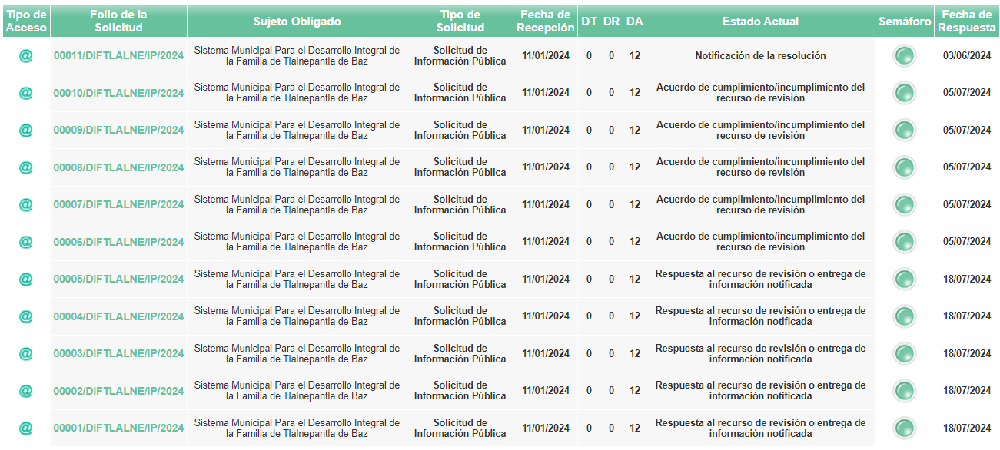 Tipo de Acceso Folio de la Solicitud Sujeto Obligado Tipo de Solicitud Fecha de Recepción DT DR DA Estado Actual Semáforo Fecha de Respuesta
@ 00011/DIFTLALNE/IP/2024 Sistema Municipal Para el Desarrollo Integral de la Familia de Tlalnepantla de Baz Solicitud de Información Pública 11/01/2024 0 0 12 Notificación de la resolución 03/06/2024
@ 00010/DIFTLALNE/IP/2024 Sistema Municipal Para el Desarrollo Integral de la Familia de Tlalnepantla de Baz Solicitud de Información Pública 11/01/2024 0 0 12 Acuerdo de cumplimiento/incumplimiento del recurso de revisión 05/07/2024
@ 00009/DIFTLALNE/IP/2024 Sistema Municipal Para el Desarrollo Integral de la Familia de Tlalnepantla de Baz Solicitud de Información Pública 11/01/2024 0 0 12 Acuerdo de cumplimiento/incumplimiento del recurso de revisión 05/07/2024
@ 00008/DIFTLALNE/IP/2024 Sistema Municipal Para el Desarrollo Integral de la Familia de Tlalnepantla de Baz Solicitud de Información Pública 11/01/2024 0 0 12 Acuerdo de cumplimiento/incumplimiento del recurso de revisión 05/07/2024
@ 00007/DIFTLALNE/IP/2024 Sistema Municipal Para el Desarrollo Integral de la Familia de Tlalnepantla de Baz Solicitud de Información Pública 11/01/2024 0 0 12 Acuerdo de cumplimiento/incumplimiento del recurso de revisión 05/07/2024
@ 00006/DIFTLALNE/IP/2024 Sistema Municipal Para el Desarrollo Integral de la Familia de Tlalnepantla de Baz Solicitud de Información Pública 11/01/2024 0 0 12 Acuerdo de cumplimiento/incumplimiento del recurso de revisión 05/07/2024
@ 00005/DIFTLALNE/IP/2024 Sistema Municipal Para el Desarrollo Integral de la Familia de Tlalnepantla de Baz Solicitud de Información Pública 11/01/2024 0 0 12 Respuesta al recurso de revisión o entrega de información notificada 18/07/2024
@ 00004/DIFTLALNE/IP/2024 Sistema Municipal Para el Desarrollo Integral de la Familia de Tlalnepantla de Baz Solicitud de Información Pública 11/01/2024 0 0 12 Respuesta al recurso de revisión o entrega de información notificada 18/07/2024
@ 00003/DIFTLALNE/IP/2024 Sistema Municipal Para el Desarrollo Integral de la Familia de Tlalnepantla de Baz Solicitud de Información Pública 11/01/2024 0 0 12 Respuesta al recurso de revisión o entrega de información notificada 18/07/2024
@ 00002/DIFTLALNE/IP/2024 Sistema Municipal Para el Desarrollo Integral de la Familia de Tlalnepantla de Baz Solicitud de Información Pública 11/01/2024 0 0 12 Respuesta al recurso de revisión o entrega de información notificada 18/07/2024
@ 00001/DIFTLALNE/IP/2024 Sistema Municipal Para el Desarrollo Integral de la Familia de Tlalnepantla de Baz Solicitud de Información Pública 11/01/2024 0 0 12 Respuesta al recurso de revisión o entrega de información notificada 18/07/2024